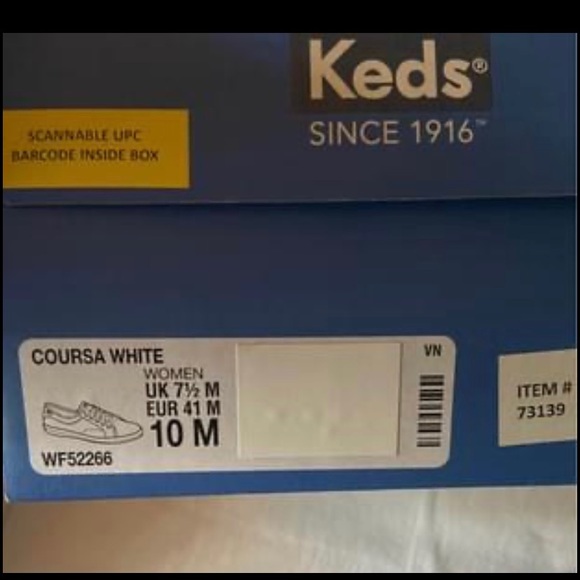 Keds®
SINCE 1916™
SCANNABLE UPC
BARCODE INSIDE BOX
COURSA WHITE
WOMEN
UK 7½ M
EUR 41 M
10 M
WF52266
VN
ITEM #
73139